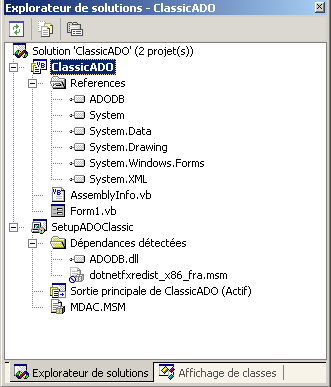 Explorateur de solutions - ClassicADO
Solution 'ClassicADO' (2 projet(s))
ClassicADO
References
ADODB
System
System.Data
System.Drawing
System.Windows.Forms
System.XML
AssemblyInfo.vb
Form1.vb
SetupADOClassic
Dépendances détectées
ADODB.dll
dotnetfxredist_x86_fra.msm
Sortie principale de ClassicADO (Actif)
MDAC.MSM
Explorateur de solutions Affichage de classes